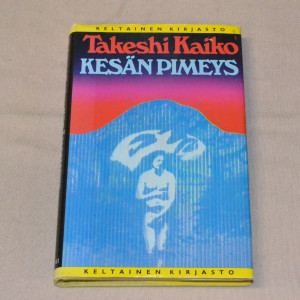 KELTAINEN KIRJASTO
Takeshi Kaiko
KESÄN PIMEYS
KELTAINEN KIRJASTO